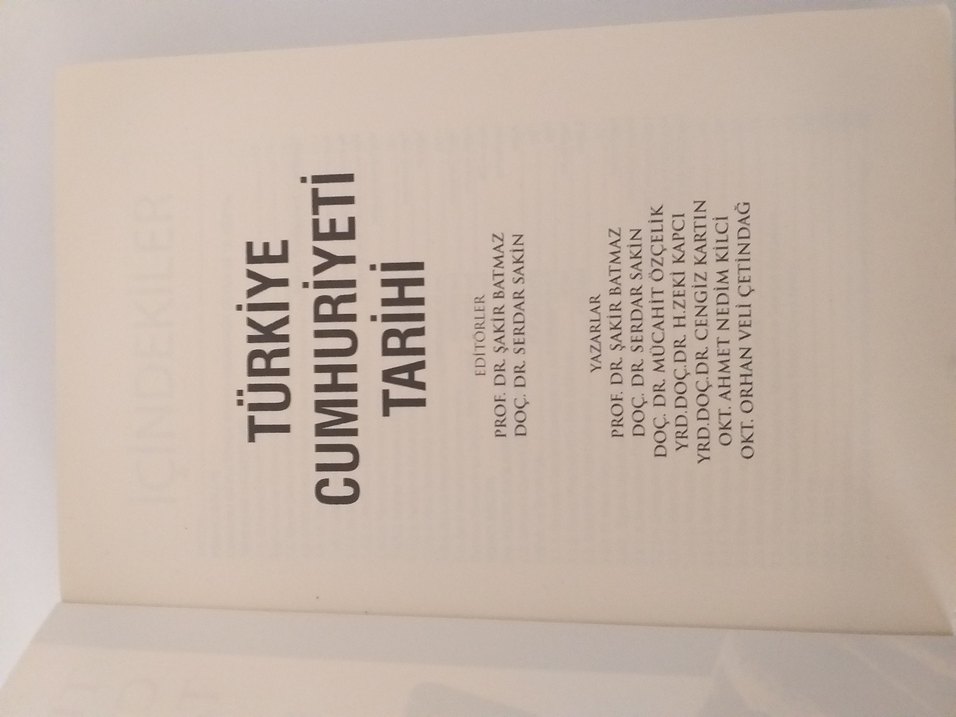 TÜRKİYE
CUMHURİYETİ
TARİHİ
EDİTÖRLER
PROF. DR. ŞAKİR BATMAZ
DOÇ. DR. SERDAR SAKİN
YAZARLAR
PROF. DR. ŞAKİR BATMAZ
DOÇ. DR. SERDAR SAKİN
DOÇ. DR. MÜCAHİT ÖZÇELİK
YRD.DOÇ.DR. H.ZEKİ KAPCI
YRD.DOÇ.DR. CENGİZ KARTIN
OKT. AHMET NEDİM KİLCİ
OKT. ORHAN VELİ ÇETİNDAĞ